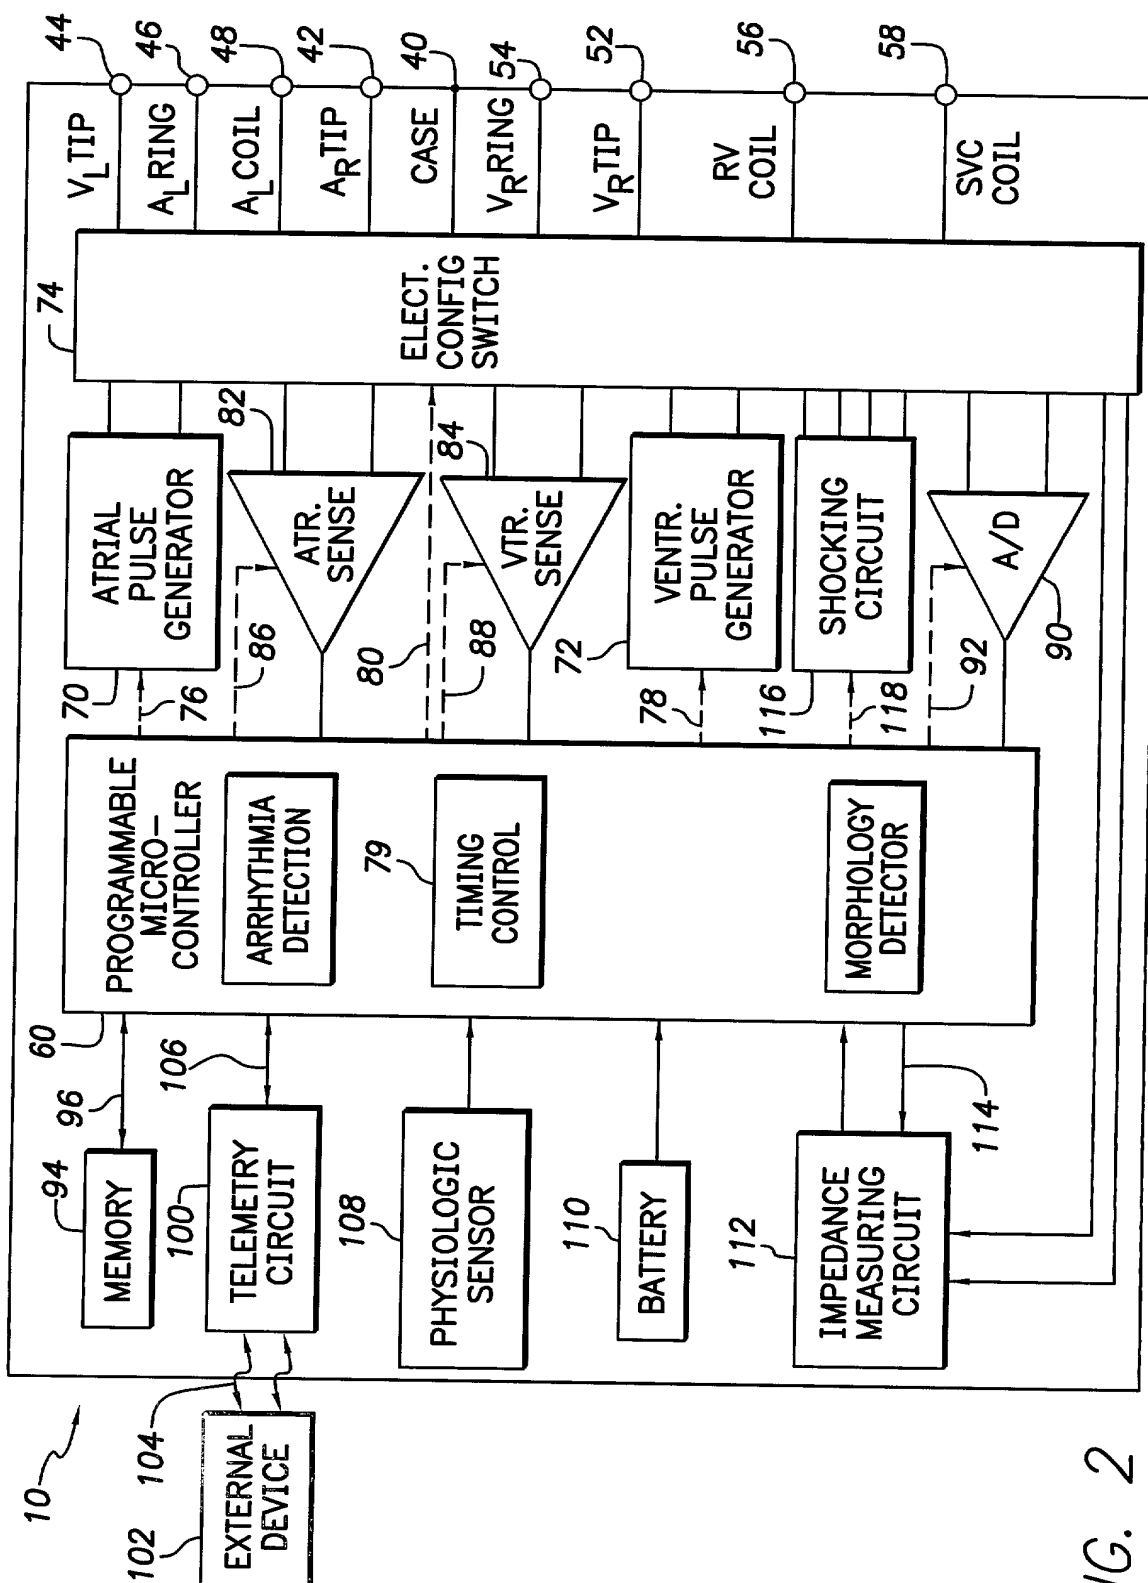 10
44
46
48
42
40
54
52
56
58
VL TIP
AL RING
AL COIL
AR TIP
CASE
VR RING
VR TIP
RV
COIL
SVC
COIL
74
ELECT.
CONFIG
SWITCH
ATRIAL
PULSE
GENERATOR
82
ATR.
SENSE
84
VTR.
SENSE
VENTR.
PULSE
GENERATOR
SHOCKING
CIRCUIT
A/D
70
76
86
80
88
72
78
116
118
92
90
60
PROGRAMMABLE
MICRO-
CONTROLLER
ARRHYTHMIA
DETECTION
79
TIMING
CONTROL
MORPHOLOGY
DETECTOR
96
106
114
94
MEMORY
100
TELEMETRY
CIRCUIT
108
PHYSIOLOGIC
SENSOR
110
BATTERY
112
IMPEDANCE
MEASURING
CIRCUIT
104
102
EXTERNAL
DEVICE
2